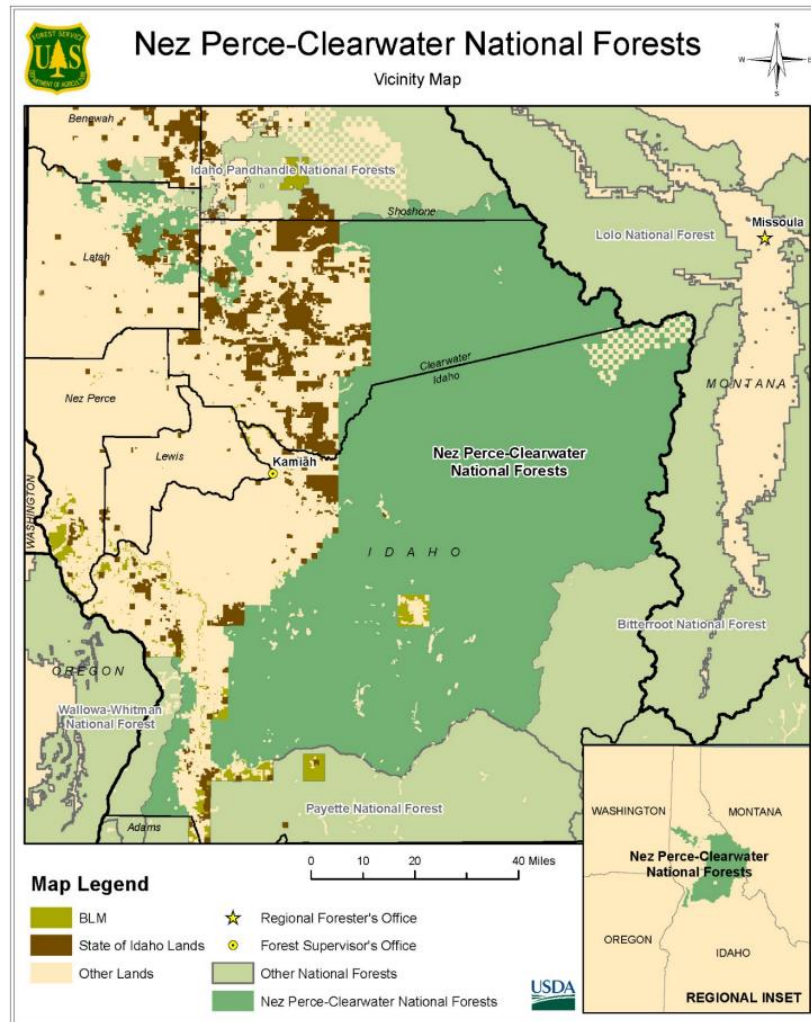 FOREST SERVICE
UAS
DEPARTMENT OF AGRICULTURE
Nez Perce-Clearwater National Forests
Vicinity Map
N
W
E
S
Benewah
Idaho Panhandle National Forests
Shoshone
Missoula
Lolo National Forest
Latah
Clearwater
Idaho
MONTANA
Nez Perce
Lewis
Kamiah
Nez Perce-Clearwater
National Forests
WASHINGTON
IDAHO
Bitterroot National Forest
OREGON
Wallowa-Whitman
National Forest
Payette National Forest
Adams
WASHINGTON
MONTANA
Nez Perce-Clearwater
National Forests
OREGON
IDAHO
REGIONAL INSET
0 10 20 40 Miles
Map Legend
BLM
State of Idaho Lands
Other Lands
Regional Forester's Office
Forest Supervisor's Office
Other National Forests
Nez Perce-Clearwater National Forests
USDA